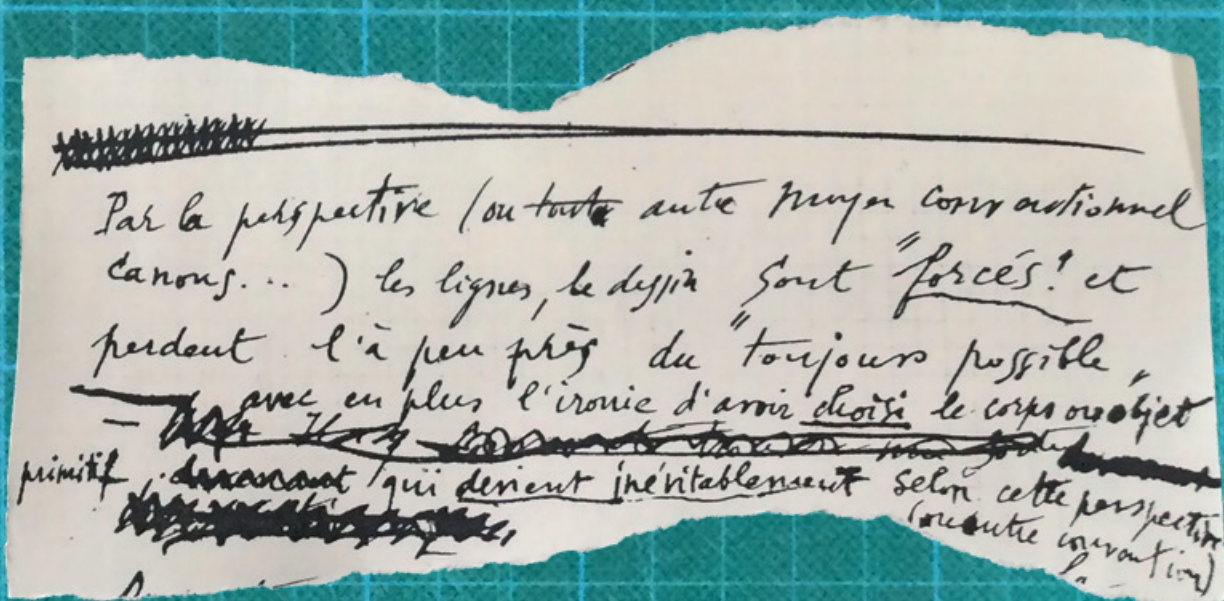 Par la perspective (ou toute autre moyen conventionnel
canons... ) les lignes, le dessin sont "forcés" et
perdent l'à peu près du "toujours possible"
avec en plus l'ironie d'avoir choisi le corps ou objet
primitif, qui devient inévitablement selon cette perspective
(ou autre convention)